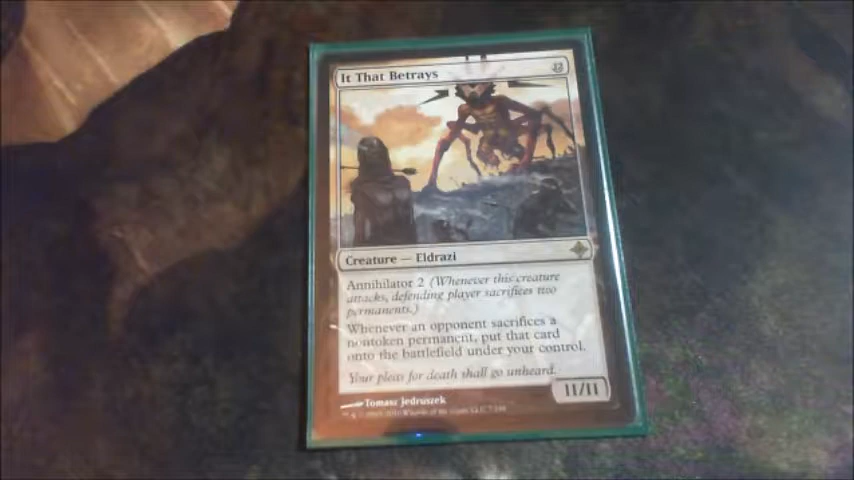 It That Betrays 12
Creature — Eldrazi
Annihilator 2 (Whenever this creature
attacks, defending player sacrifices two
permanents.)
Whenever an opponent sacrifices a
nontoken permanent, put that card
onto the battlefield under your control.
Your pleas for death shall go unheard.
11/11
Tomasz Jedruszek